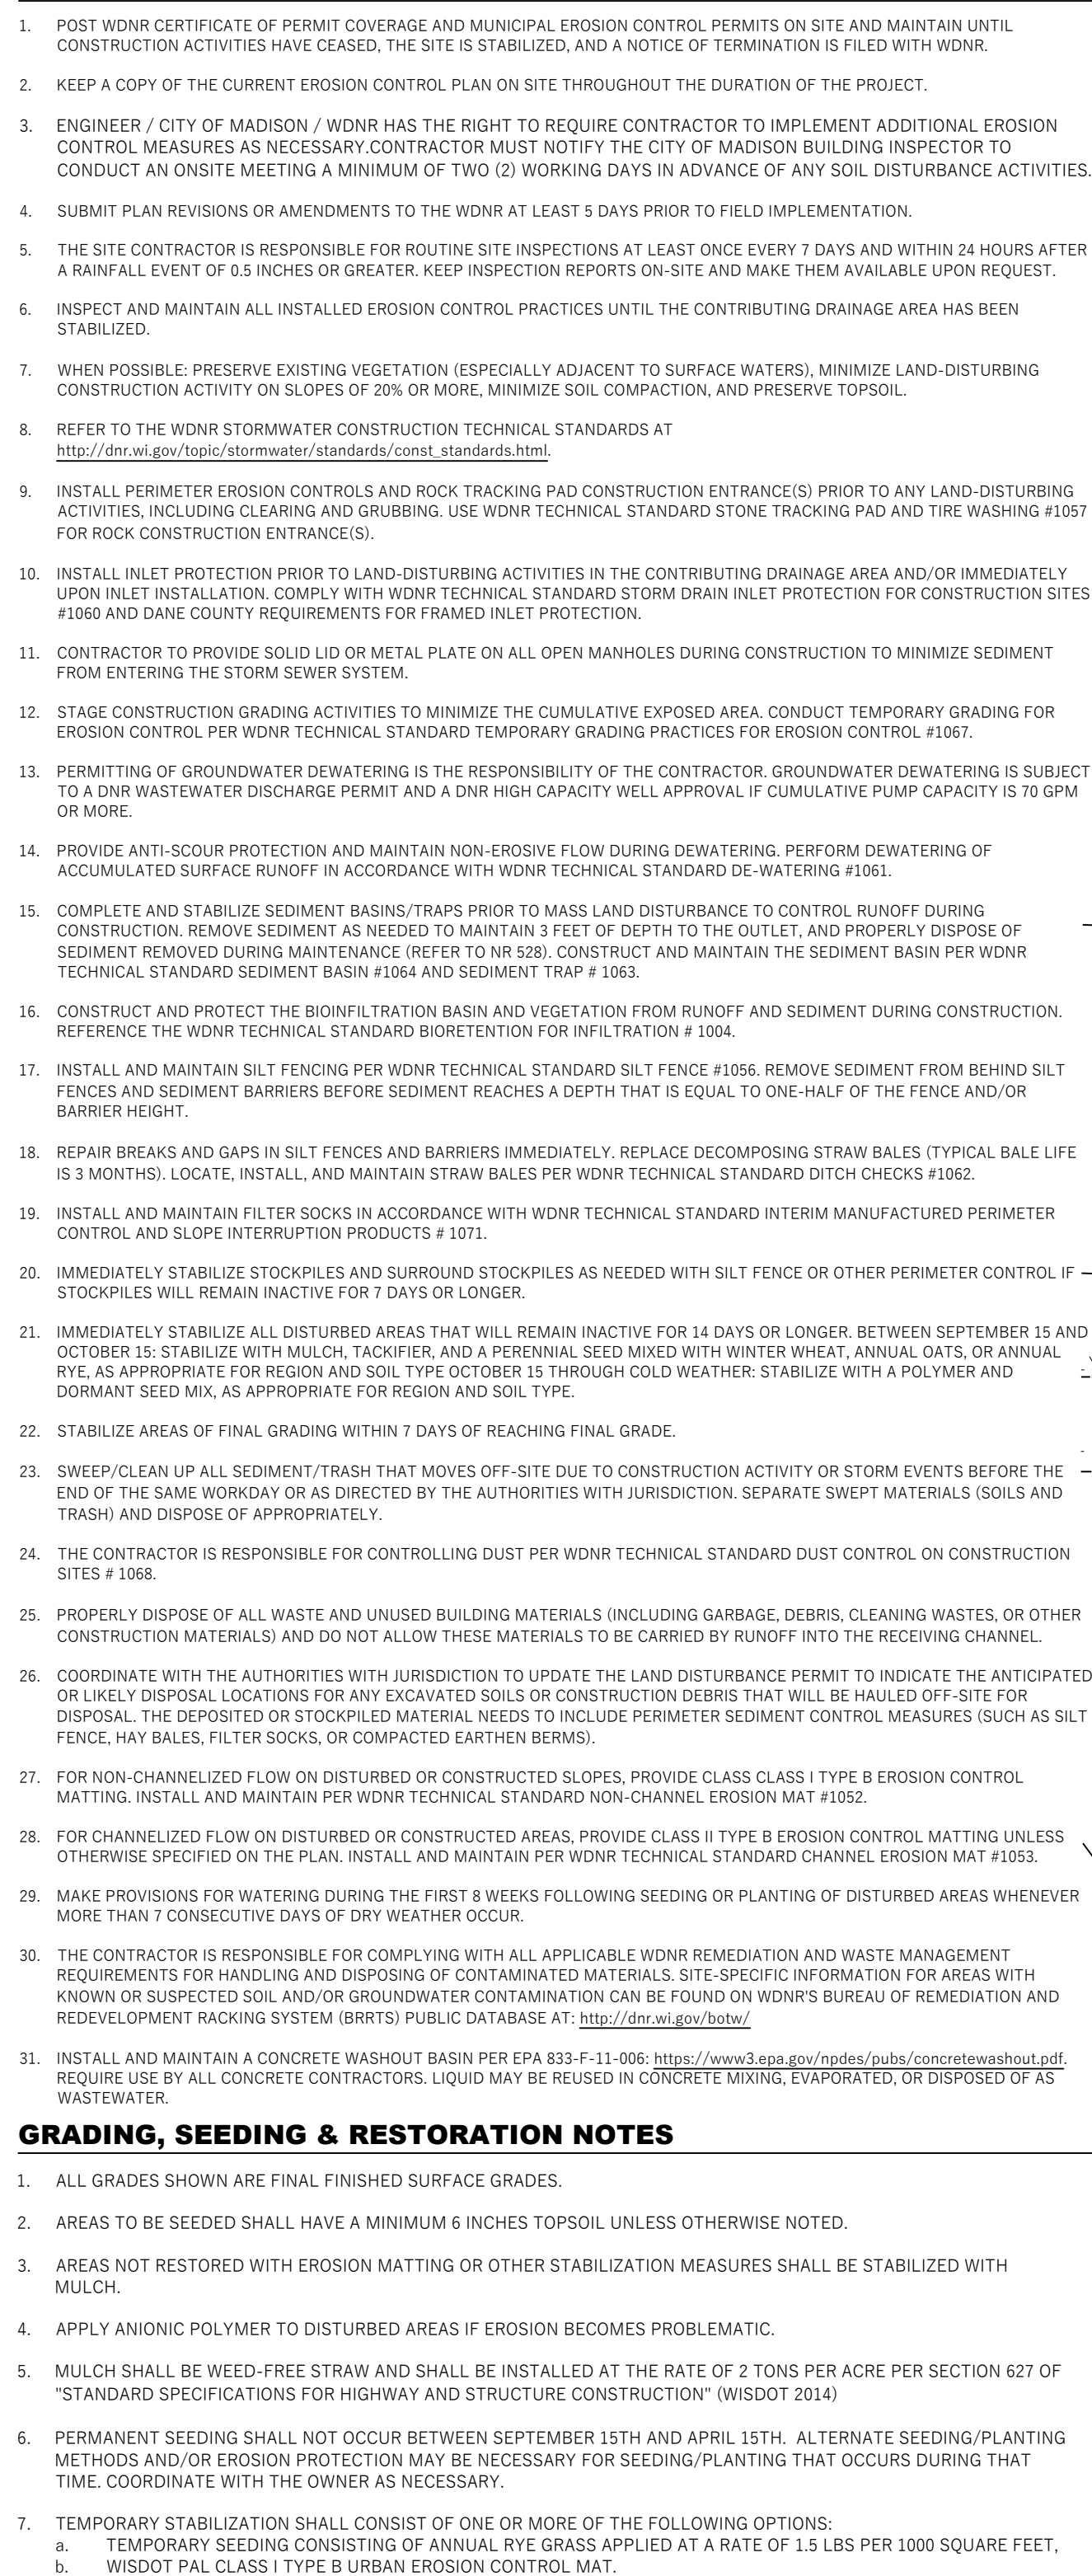 1. POST WDNR CERTIFICATE OF PERMIT COVERAGE AND MUNICIPAL EROSION CONTROL PERMITS ON SITE AND MAINTAIN UNTIL
CONSTRUCTION ACTIVITIES HAVE CEASED, THE SITE IS STABILIZED, AND A NOTICE OF TERMINATION IS FILED WITH WDNR.
2. KEEP A COPY OF THE CURRENT EROSION CONTROL PLAN ON SITE THROUGHOUT THE DURATION OF THE PROJECT.
3. ENGINEER / CITY OF MADISON / WDNR HAS THE RIGHT TO REQUIRE CONTRACTOR TO IMPLEMENT ADDITIONAL EROSION
CONTROL MEASURES AS NECESSARY.CONTRACTOR MUST NOTIFY THE CITY OF MADISON BUILDING INSPECTOR TO
CONDUCT AN ONSITE MEETING A MINIMUM OF TWO (2) WORKING DAYS IN ADVANCE OF ANY SOIL DISTURBANCE ACTIVITIES.
4. SUBMIT PLAN REVISIONS OR AMENDMENTS TO THE WDNR AT LEAST 5 DAYS PRIOR TO FIELD IMPLEMENTATION.
5. THE SITE CONTRACTOR IS RESPONSIBLE FOR ROUTINE SITE INSPECTIONS AT LEAST ONCE EVERY 7 DAYS AND WITHIN 24 HOURS AFTER
A RAINFALL EVENT OF 0.5 INCHES OR GREATER. KEEP INSPECTION REPORTS ON-SITE AND MAKE THEM AVAILABLE UPON REQUEST.
6. INSPECT AND MAINTAIN ALL INSTALLED EROSION CONTROL PRACTICES UNTIL THE CONTRIBUTING DRAINAGE AREA HAS BEEN
STABILIZED.
7. WHEN POSSIBLE: PRESERVE EXISTING VEGETATION (ESPECIALLY ADJACENT TO SURFACE WATERS), MINIMIZE LAND-DISTURBING
CONSTRUCTION ACTIVITY ON SLOPES OF 20% OR MORE, MINIMIZE SOIL COMPACTION, AND PRESERVE TOPSOIL.
8. REFER TO THE WDNR STORMWATER CONSTRUCTION TECHNICAL STANDARDS AT
http://dnr.wi.gov/topic/stormwater/standards/const_standards.html.
9. INSTALL PERIMETER EROSION CONTROLS AND ROCK TRACKING PAD CONSTRUCTION ENTRANCE(S) PRIOR TO ANY LAND-DISTURBING
ACTIVITIES, INCLUDING CLEARING AND GRUBBING. USE WDNR TECHNICAL STANDARD STONE TRACKING PAD AND TIRE WASHING #1057
FOR ROCK CONSTRUCTION ENTRANCE(S).
10. INSTALL INLET PROTECTION PRIOR TO LAND-DISTURBING ACTIVITIES IN THE CONTRIBUTING DRAINAGE AREA AND/OR IMMEDIATELY
UPON INLET INSTALLATION. COMPLY WITH WDNR TECHNICAL STANDARD STORM DRAIN INLET PROTECTION FOR CONSTRUCTION SITES
#1060 AND DANE COUNTY REQUIREMENTS FOR FRAMED INLET PROTECTION.
11. CONTRACTOR TO PROVIDE SOLID LID OR METAL PLATE ON ALL OPEN MANHOLES DURING CONSTRUCTION TO MINIMIZE SEDIMENT
FROM ENTERING THE STORM SEWER SYSTEM.
12. STAGE CONSTRUCTION GRADING ACTIVITIES TO MINIMIZE THE CUMULATIVE EXPOSED AREA. CONDUCT TEMPORARY GRADING FOR
EROSION CONTROL PER WDNR TECHNICAL STANDARD TEMPORARY GRADING PRACTICES FOR EROSION CONTROL #1067.
13. PERMITTING OF GROUNDWATER DEWATERING IS THE RESPONSIBILITY OF THE CONTRACTOR. GROUNDWATER DEWATERING IS SUBJECT
TO A DNR WASTEWATER DISCHARGE PERMIT AND A DNR HIGH CAPACITY WELL APPROVAL IF CUMULATIVE PUMP CAPACITY IS 70 GPM
OR MORE.
14. PROVIDE ANTI-SCOUR PROTECTION AND MAINTAIN NON-EROSIVE FLOW DURING DEWATERING. PERFORM DEWATERING OF
ACCUMULATED SURFACE RUNOFF IN ACCORDANCE WITH WDNR TECHNICAL STANDARD DE-WATERING #1061.
15. COMPLETE AND STABILIZE SEDIMENT BASINS/TRAPS PRIOR TO MASS LAND DISTURBANCE TO CONTROL RUNOFF DURING
CONSTRUCTION. REMOVE SEDIMENT AS NEEDED TO MAINTAIN 3 FEET OF DEPTH TO THE OUTLET, AND PROPERLY DISPOSE OF
SEDIMENT REMOVED DURING MAINTENANCE (REFER TO NR 528). CONSTRUCT AND MAINTAIN THE SEDIMENT BASIN PER WDNR
TECHNICAL STANDARD SEDIMENT BASIN #1064 AND SEDIMENT TRAP # 1063.
16. CONSTRUCT AND PROTECT THE BIOINFILTRATION BASIN AND VEGETATION FROM RUNOFF AND SEDIMENT DURING CONSTRUCTION.
REFERENCE THE WDNR TECHNICAL STANDARD BIORETENTION FOR INFILTRATION # 1004.
17. INSTALL AND MAINTAIN SILT FENCING PER WDNR TECHNICAL STANDARD SILT FENCE #1056. REMOVE SEDIMENT FROM BEHIND SILT
FENCES AND SEDIMENT BARRIERS BEFORE SEDIMENT REACHES A DEPTH THAT IS EQUAL TO ONE-HALF OF THE FENCE AND/OR
BARRIER HEIGHT.
18. REPAIR BREAKS AND GAPS IN SILT FENCES AND BARRIERS IMMEDIATELY. REPLACE DECOMPOSING STRAW BALES (TYPICAL BALE LIFE
IS 3 MONTHS). LOCATE, INSTALL, AND MAINTAIN STRAW BALES PER WDNR TECHNICAL STANDARD DITCH CHECKS #1062.
19. INSTALL AND MAINTAIN FILTER SOCKS IN ACCORDANCE WITH WDNR TECHNICAL STANDARD INTERIM MANUFACTURED PERIMETER
CONTROL AND SLOPE INTERRUPTION PRODUCTS # 1071.
20. IMMEDIATELY STABILIZE STOCKPILES AND SURROUND STOCKPILES AS NEEDED WITH SILT FENCE OR OTHER PERIMETER CONTROL IF
STOCKPILES WILL REMAIN INACTIVE FOR 7 DAYS OR LONGER.
21. IMMEDIATELY STABILIZE ALL DISTURBED AREAS THAT WILL REMAIN INACTIVE FOR 14 DAYS OR LONGER. BETWEEN SEPTEMBER 15 AND
OCTOBER 15: STABILIZE WITH MULCH, TACKIFIER, AND A PERENNIAL SEED MIXED WITH WINTER WHEAT, ANNUAL OATS, OR ANNUAL
RYE, AS APPROPRIATE FOR REGION AND SOIL TYPE OCTOBER 15 THROUGH COLD WEATHER: STABILIZE WITH A POLYMER AND
DORMANT SEED MIX, AS APPROPRIATE FOR REGION AND SOIL TYPE.
22. STABILIZE AREAS OF FINAL GRADING WITHIN 7 DAYS OF REACHING FINAL GRADE.
23. SWEEP/CLEAN UP ALL SEDIMENT/TRASH THAT MOVES OFF-SITE DUE TO CONSTRUCTION ACTIVITY OR STORM EVENTS BEFORE THE
END OF THE SAME WORKDAY OR AS DIRECTED BY THE AUTHORITIES WITH JURISDICTION. SEPARATE SWEPT MATERIALS (SOILS AND
TRASH) AND DISPOSE OF APPROPRIATELY.
24. THE CONTRACTOR IS RESPONSIBLE FOR CONTROLLING DUST PER WDNR TECHNICAL STANDARD DUST CONTROL ON CONSTRUCTION
SITES # 1068.
25. PROPERLY DISPOSE OF ALL WASTE AND UNUSED BUILDING MATERIALS (INCLUDING GARBAGE, DEBRIS, CLEANING WASTES, OR OTHER
CONSTRUCTION MATERIALS) AND DO NOT ALLOW THESE MATERIALS TO BE CARRIED BY RUNOFF INTO THE RECEIVING CHANNEL.
26. COORDINATE WITH THE AUTHORITIES WITH JURISDICTION TO UPDATE THE LAND DISTURBANCE PERMIT TO INDICATE THE ANTICIPATED
OR LIKELY DISPOSAL LOCATIONS FOR ANY EXCAVATED SOILS OR CONSTRUCTION DEBRIS THAT WILL BE HAULED OFF-SITE FOR
DISPOSAL. THE DEPOSITED OR STOCKPILED MATERIAL NEEDS TO INCLUDE PERIMETER SEDIMENT CONTROL MEASURES (SUCH AS SILT
FENCE, HAY BALES, FILTER SOCKS, OR COMPACTED EARTHEN BERMS).
27. FOR NON-CHANNELIZED FLOW ON DISTURBED OR CONSTRUCTED SLOPES, PROVIDE CLASS CLASS I TYPE B EROSION CONTROL
MATTING. INSTALL AND MAINTAIN PER WDNR TECHNICAL STANDARD NON-CHANNEL EROSION MAT #1052.
28. FOR CHANNELIZED FLOW ON DISTURBED OR CONSTRUCTED AREAS, PROVIDE CLASS II TYPE B EROSION CONTROL MATTING UNLESS
OTHERWISE SPECIFIED ON THE PLAN. INSTALL AND MAINTAIN PER WDNR TECHNICAL STANDARD CHANNEL EROSION MAT #1053.
29. MAKE PROVISIONS FOR WATERING DURING THE FIRST 8 WEEKS FOLLOWING SEEDING OR PLANTING OF DISTURBED AREAS WHENEVER
MORE THAN 7 CONSECUTIVE DAYS OF DRY WEATHER OCCUR.
30. THE CONTRACTOR IS RESPONSIBLE FOR COMPLYING WITH ALL APPLICABLE WDNR REMEDIATION AND WASTE MANAGEMENT
REQUIREMENTS FOR HANDLING AND DISPOSING OF CONTAMINATED MATERIALS. SITE-SPECIFIC INFORMATION FOR AREAS WITH
KNOWN OR SUSPECTED SOIL AND/OR GROUNDWATER CONTAMINATION CAN BE FOUND ON WDNR'S BUREAU OF REMEDIATION AND
REDEVELOPMENT RACKING SYSTEM (BRRTS) PUBLIC DATABASE AT: http://dnr.wi.gov/botw/
31. INSTALL AND MAINTAIN A CONCRETE WASHOUT BASIN PER EPA 833-F-11-006: https://www3.epa.gov/npdes/pubs/concretewashout.pdf.
REQUIRE USE BY ALL CONCRETE CONTRACTORS. LIQUID MAY BE REUSED IN CONCRETE MIXING, EVAPORATED, OR DISPOSED OF AS
WASTEWATER.
GRADING, SEEDING & RESTORATION NOTES
1. ALL GRADES SHOWN ARE FINAL FINISHED SURFACE GRADES.
2. AREAS TO BE SEEDED SHALL HAVE A MINIMUM 6 INCHES TOPSOIL UNLESS OTHERWISE NOTED.
3. AREAS NOT RESTORED WITH EROSION MATTING OR OTHER STABILIZATION MEASURES SHALL BE STABILIZED WITH
MULCH.
4. APPLY ANIONIC POLYMER TO DISTURBED AREAS IF EROSION BECOMES PROBLEMATIC.
5. MULCH SHALL BE WEED-FREE STRAW AND SHALL BE INSTALLED AT THE RATE OF 2 TONS PER ACRE PER SECTION 627 OF
"STANDARD SPECIFICATIONS FOR HIGHWAY AND STRUCTURE CONSTRUCTION" (WISDOT 2014)
6. PERMANENT SEEDING SHALL NOT OCCUR BETWEEN SEPTEMBER 15TH AND APRIL 15TH. ALTERNATE SEEDING/PLANTING
METHODS AND/OR EROSION PROTECTION MAY BE NECESSARY FOR SEEDING/PLANTING THAT OCCURS DURING THAT
TIME. COORDINATE WITH THE OWNER AS NECESSARY.
7. TEMPORARY STABILIZATION SHALL CONSIST OF ONE OR MORE OF THE FOLLOWING OPTIONS:
a. TEMPORARY SEEDING CONSISTING OF ANNUAL RYE GRASS APPLIED AT A RATE OF 1.5 LBS PER 1000 SQUARE FEET,
b. WISDOT PAL CLASS I TYPE B URBAN EROSION CONTROL MAT.